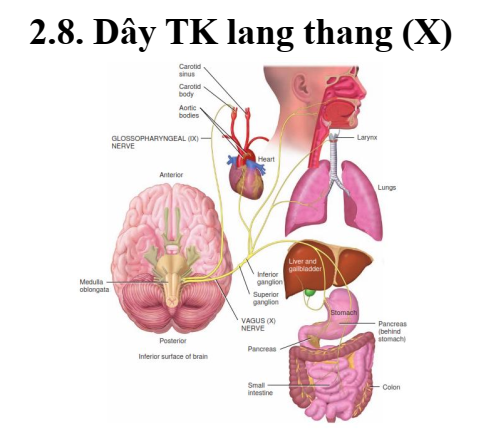 2.8. Dây TK lang thang (X)
Carotid
sinus
Carotid
body
Aortic
bodies
GLOSSOPHARYNGEAL (IX)
NERVE
Larynx
Heart
Anterior
Lungs
Liver and
gallbladder
Medulla
oblongata
Inferior
ganglion
Superior
ganglion
Stomach
VAGUS (X)
NERVE
Pancreas
(behind
stomach)
Posterior
Pancreas
Inferior surface of brain
Small
intestine
Colon